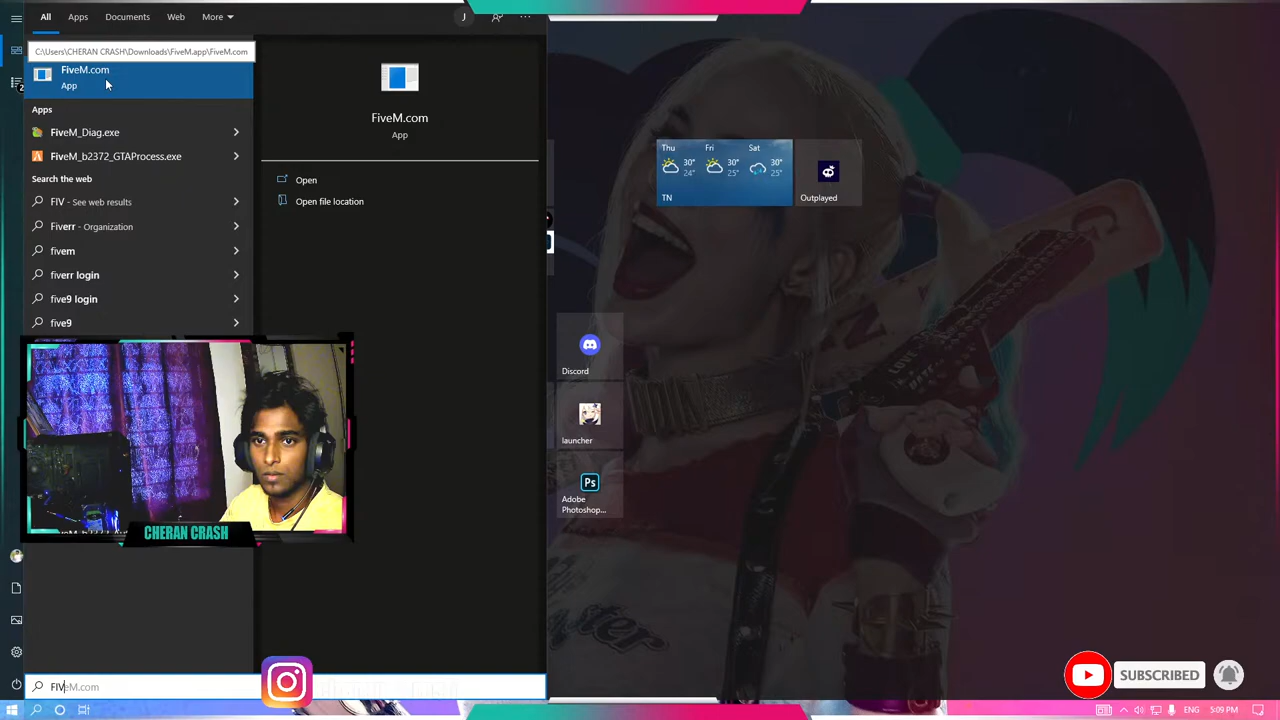 All Apps Documents Web More J
C:\Users\CHERAN CRASH\Downloads\FiveM.app\FiveM.com
FiveM.com
App
Apps
FiveM_Diag.exe
FiveM_b2372_GTAProcess.exe
Search the web
FIV - See web results
Fiverr - Organization
fivem
fiverr login
five9 login
five9
FiveM.com
App
Open
Open file location
Thu Fri Sat
30° 30° 30°
24° 25° 25°
TN
Outplayed
Discord
launcher
Ps
Adobe
Photoshop...
CHERAN CRASH
FIVeM.com
SUBSCRIBED
ENG 5:09 PM